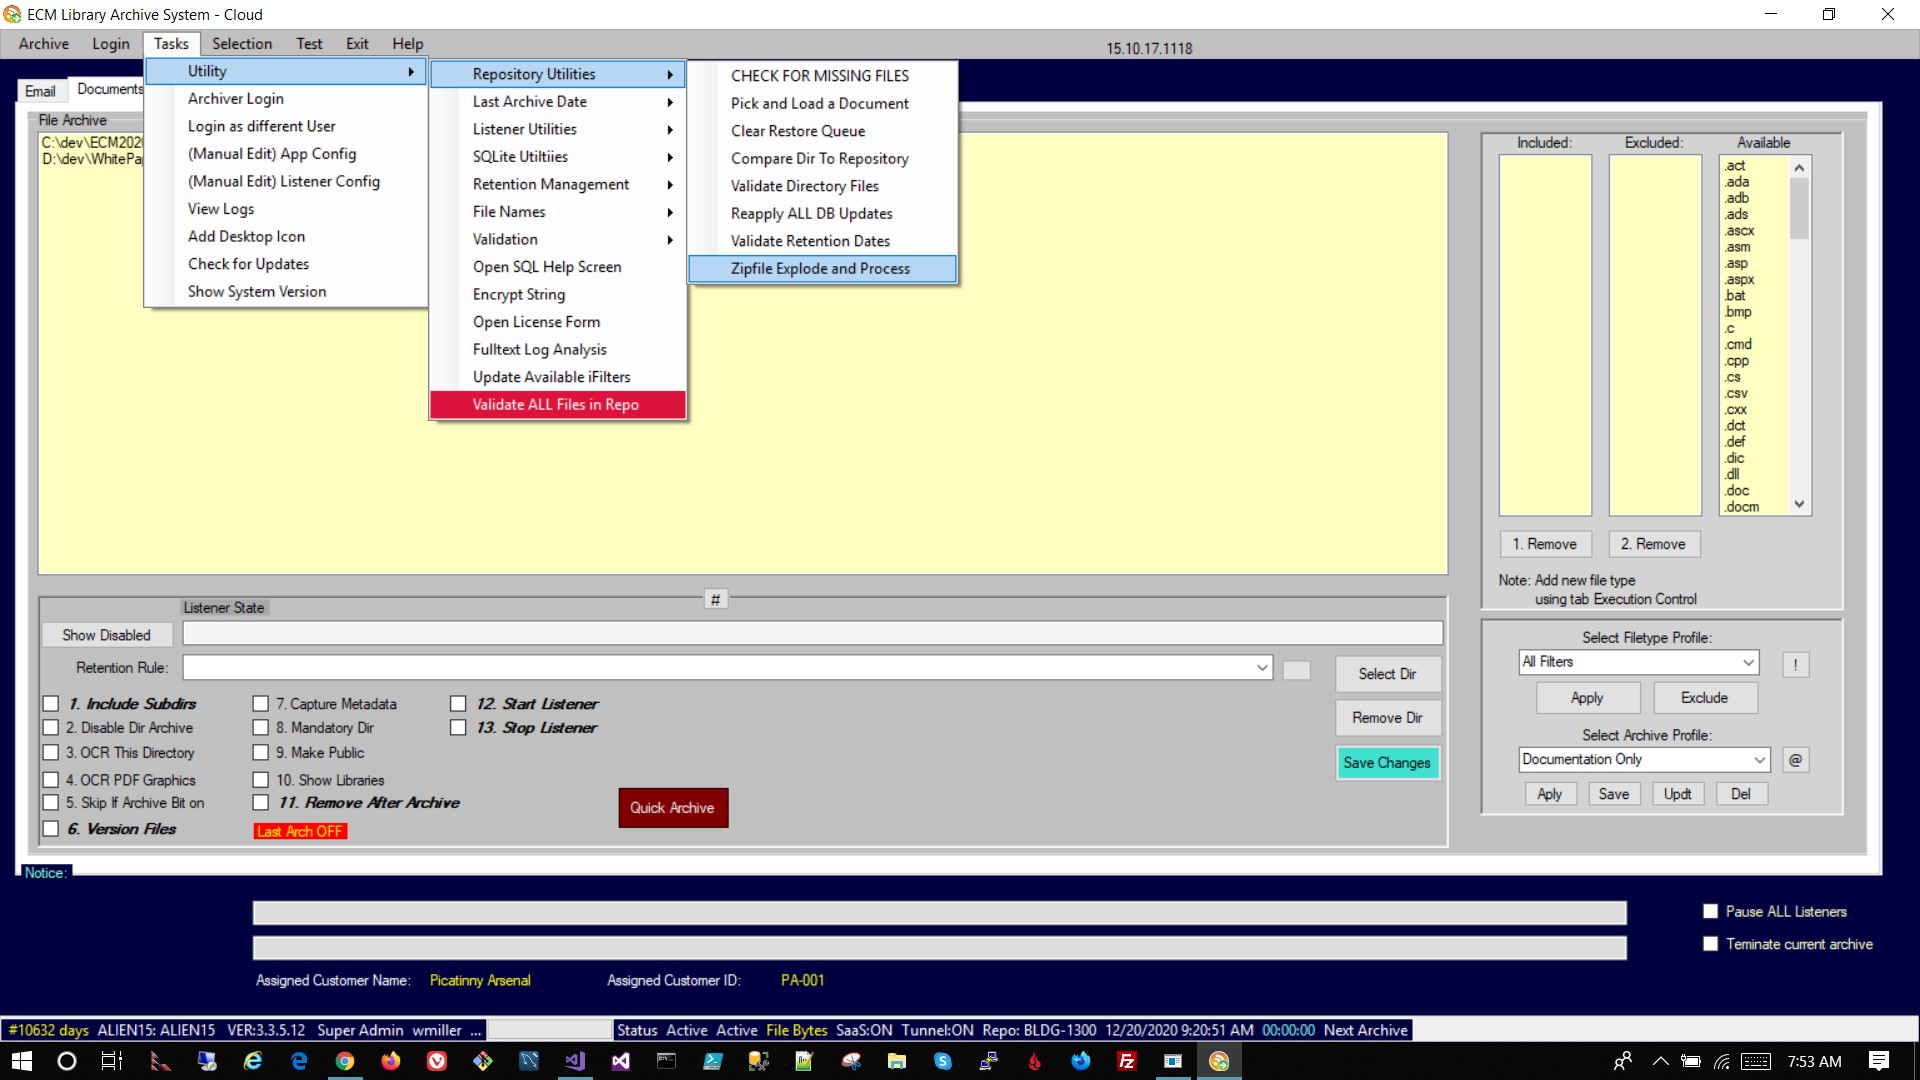 ECM Library Archive System - Cloud
Archive Login Tasks Selection Test Exit Help
15.10.17.1118
Email Documents
File Archive
C:\dev\ECM202
D:\dev\WhitePa
Utility
Archiver Login
Login as different User
(Manual Edit) App Config
(Manual Edit) Listener Config
View Logs
Add Desktop Icon
Check for Updates
Show System Version
Repository Utilities
Last Archive Date
Listener Utilities
SQLite Utiltiies
Retention Management
File Names
Validation
Open SQL Help Screen
Encrypt String
Open License Form
Fulltext Log Analysis
Update Available iFilters
Validate ALL Files in Repo
CHECK FOR MISSING FILES
Pick and Load a Document
Clear Restore Queue
Compare Dir To Repository
Validate Directory Files
Reapply ALL DB Updates
Validate Retention Dates
Zipfile Explode and Process
Included: Excluded: Available
.act
.ada
.adb
.ads
.ascx
.asm
.asp
.aspx
.bat
.bmp
.c
.cmd
.cpp
.cs
.csv
.cxx
.dct
.def
.dic
.dll
.doc
.docm
1. Remove 2. Remove
Note: Add new file type
using tab Execution Control
Listener State
#
Show Disabled
Retention Rule:
1. Include Subdirs
2. Disable Dir Archive
3. OCR This Directory
4. OCR PDF Graphics
5. Skip If Archive Bit on
6. Version Files
7. Capture Metadata
8. Mandatory Dir
9. Make Public
10. Show Libraries
11. Remove After Archive
Last Arch OFF
12. Start Listener
13. Stop Listener
Quick Archive
Select Dir
Remove Dir
Save Changes
Select Filetype Profile:
All Filters
!
Apply Exclude
Select Archive Profile:
Documentation Only
@
Aply Save Updt Del
Notice:
Pause ALL Listeners
Teminate current archive
Assigned Customer Name: Picatinny Arsenal Assigned Customer ID: PA-001
#10632 days ALIEN15: ALIEN15 VER:3.3.5.12 Super Admin wmiller ... Status Active Active File Bytes SaaS:ON Tunnel:ON Repo: BLDG-1300 12/20/2020 9:20:51 AM 00:00:00 Next Archive
7:53 AM